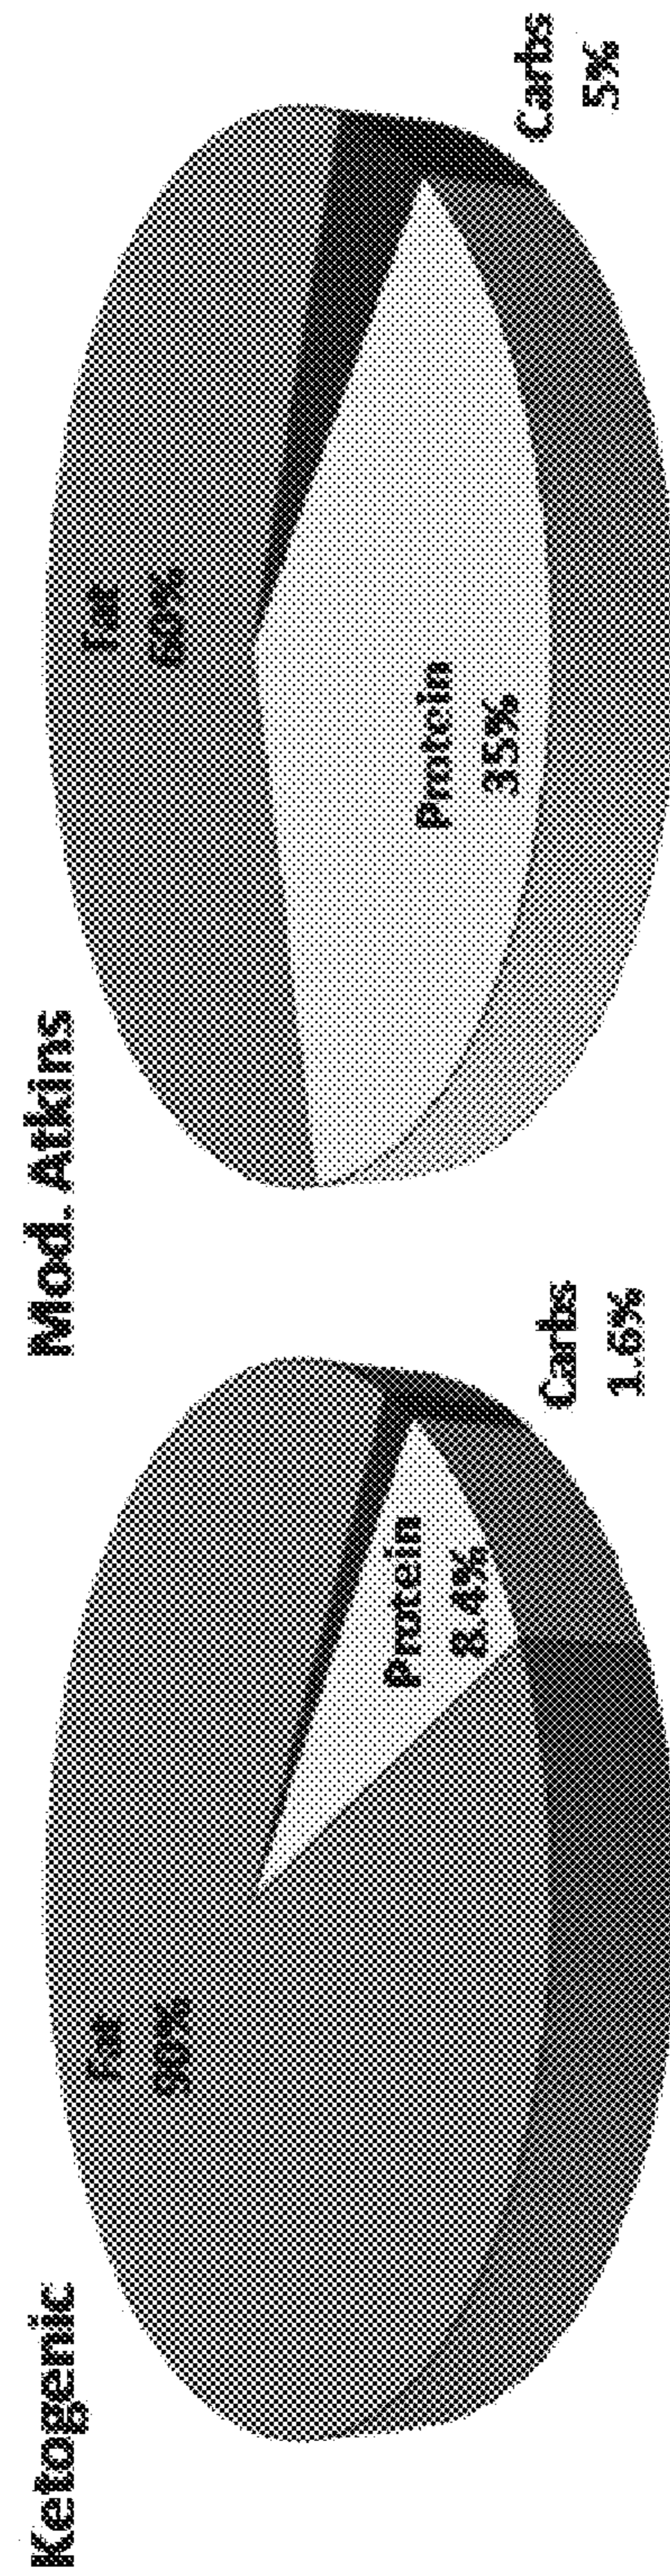 Ketogenic
Fat
90%
Protein
8.4%
Carbs
1.6%
Mod. Atkins
Fat
60%
Protein
35%
Carbs
5%